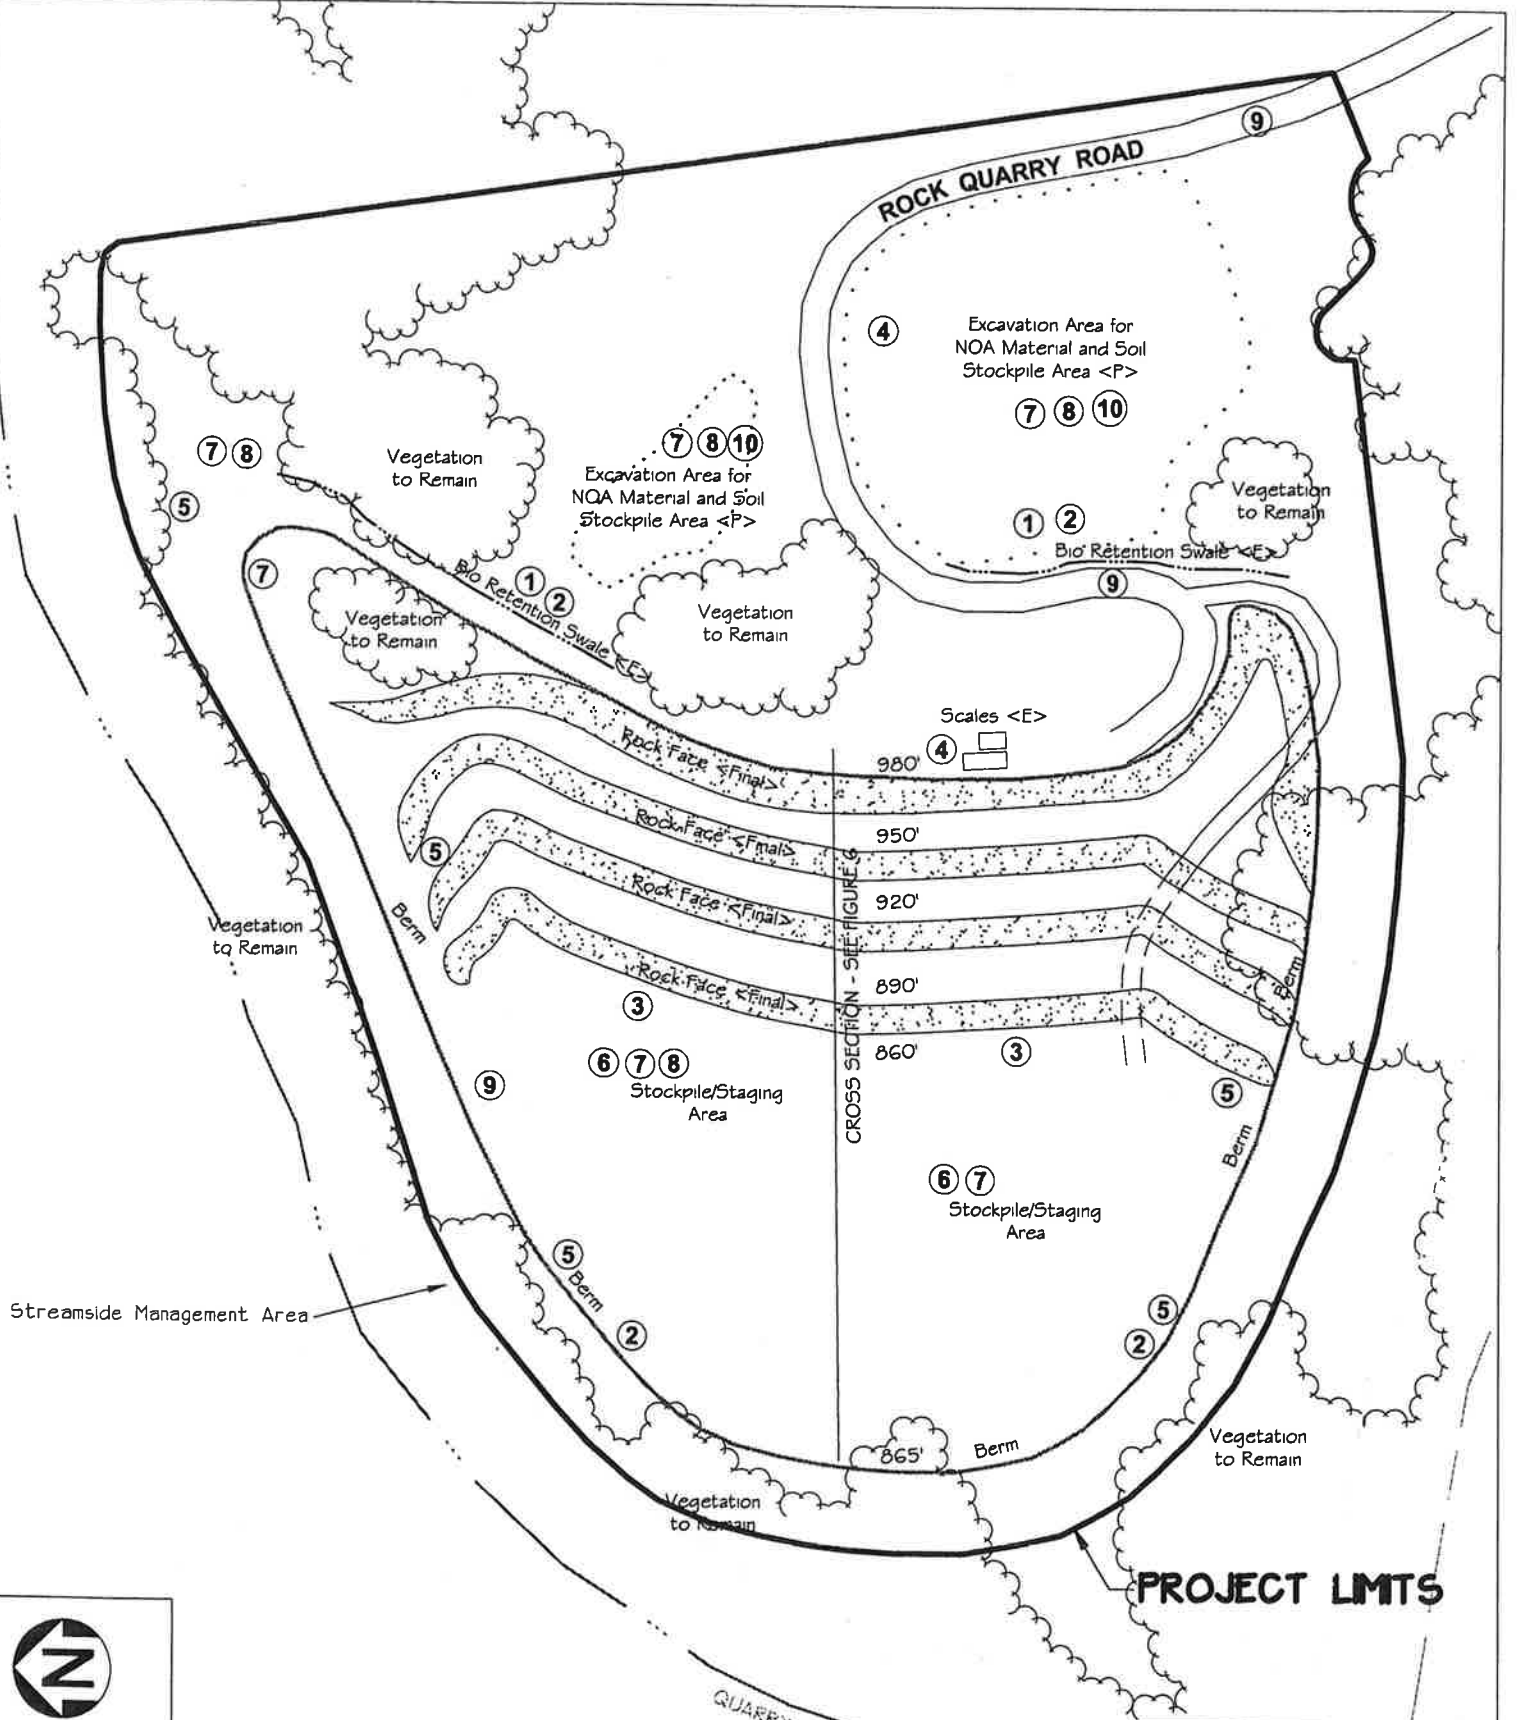 9
ROCK QUARRY ROAD
4
Excavation Area for
NOA Material and Soil
Stockpile Area <P>
7 8 10
7 8
Vegetation
to Remain
7 8 10
Excavation Area for
NOA Material and Soil
Stockpile Area <P>
5
Vegetation
to Remain
1 2
Bio Retention Swale <E>
9
7
1
2
Bio Retention Swale <E>
Vegetation
to Remain
Vegetation
to Remain
Scales <E>
4
Rock Face <Final>
980'
Rock Face <Final>
950'
5
Rock Face <Final>
920'
Berm
Vegetation
to Remain
Rock Face <Final>
890'
Berm
3
860'
3
CROSS SECTION - SEE FIGURE 6
6 7 8
Stockpile/Staging
Area
9
5
Berm
6 7
Stockpile/Staging
Area
5
Berm
2
5
2
Streamside Management Area
865'
Berm
Vegetation
to Remain
Vegetation
to Remain
PROJECT LIMITS
N